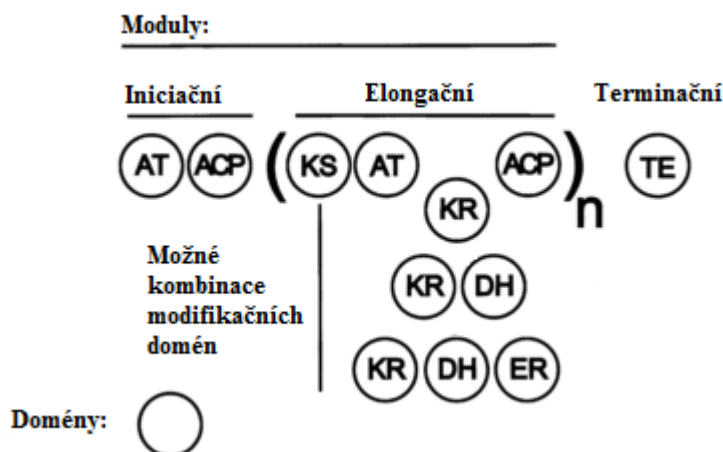 Moduly:
Iniciační Elongační Terminační
AT ACP ( KS AT ACP )n TE
KR
Možné
kombinace
modifikačních
domén
KR DH
KR DH ER
Domény: